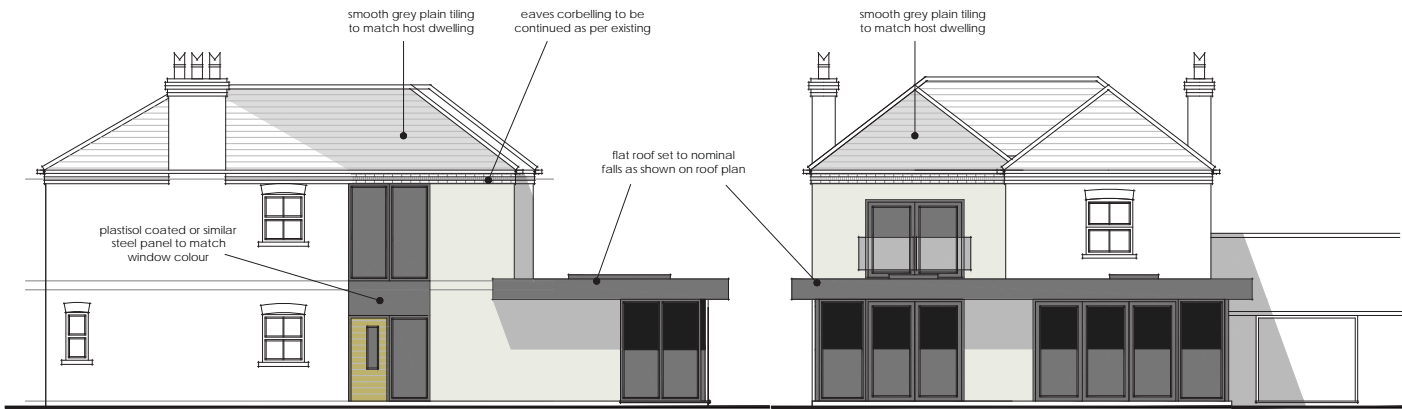 smooth grey plain tiling
to match host dwelling
eaves corbelling to be
continued as per existing
smooth grey plain tiling
to match host dwelling
flat roof set to nominal
falls as shown on roof plan
plastisol coated or similar
steel panel to match
window colour